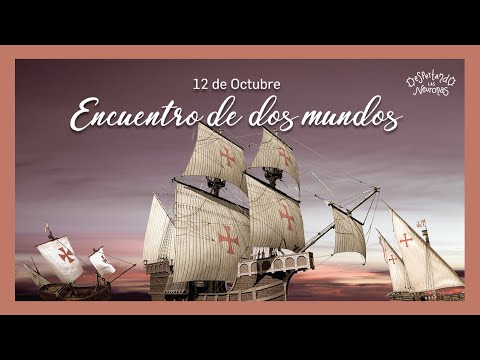 12 de Octubre
Encuentro de dos mundos
Despertando
las
Neuronas